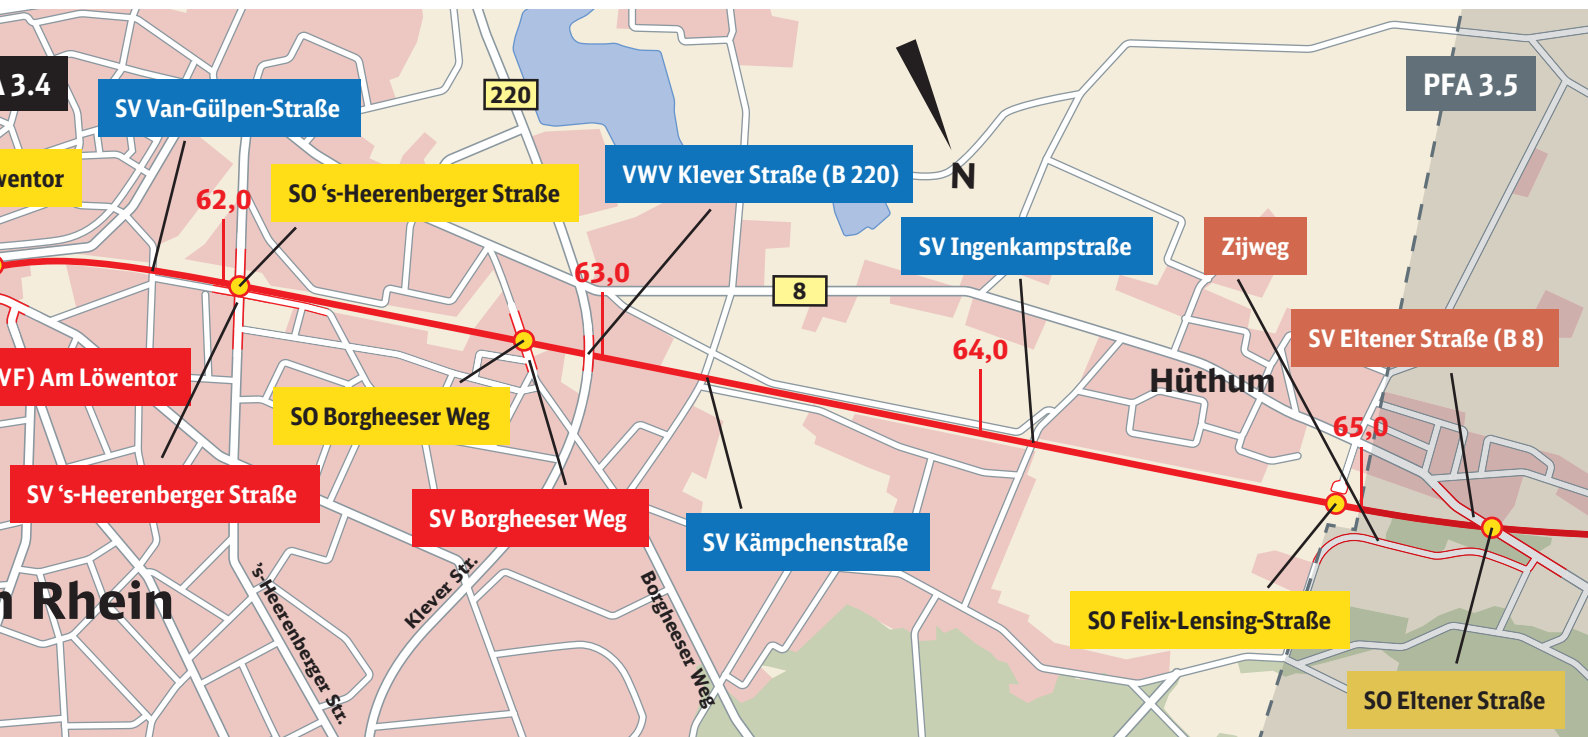 3.4
PFA 3.5
220
SV Van-Gülpen-Straße
VWV Klever Straße (B 220)
N
SO ‘s-Heerenberger Straße
62,0
SV Ingenkampstraße
Zijweg
63,0
8
SV Eltener Straße (B 8)
64,0
Hüthum
Am Löwentor
SO Borgheeser Weg
65,0
SV ‘s-Heerenberger Straße
SV Borgheeser Weg
SV Kämpchenstraße
Rhein
's-Heerenberger Str.
Klever Str.
Borgheeser Weg
SO Felix-Lensing-Straße
SO Eltener Straße